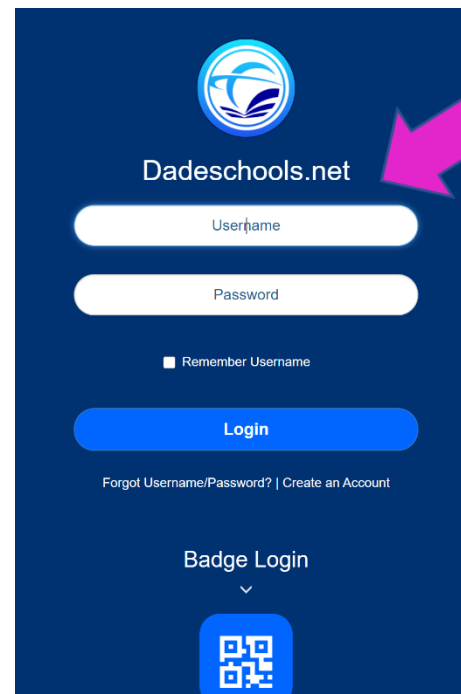 Dadeschools.net
Username
Password
Remember Username
Login
Forgot Username/Password? | Create an Account
Badge Login